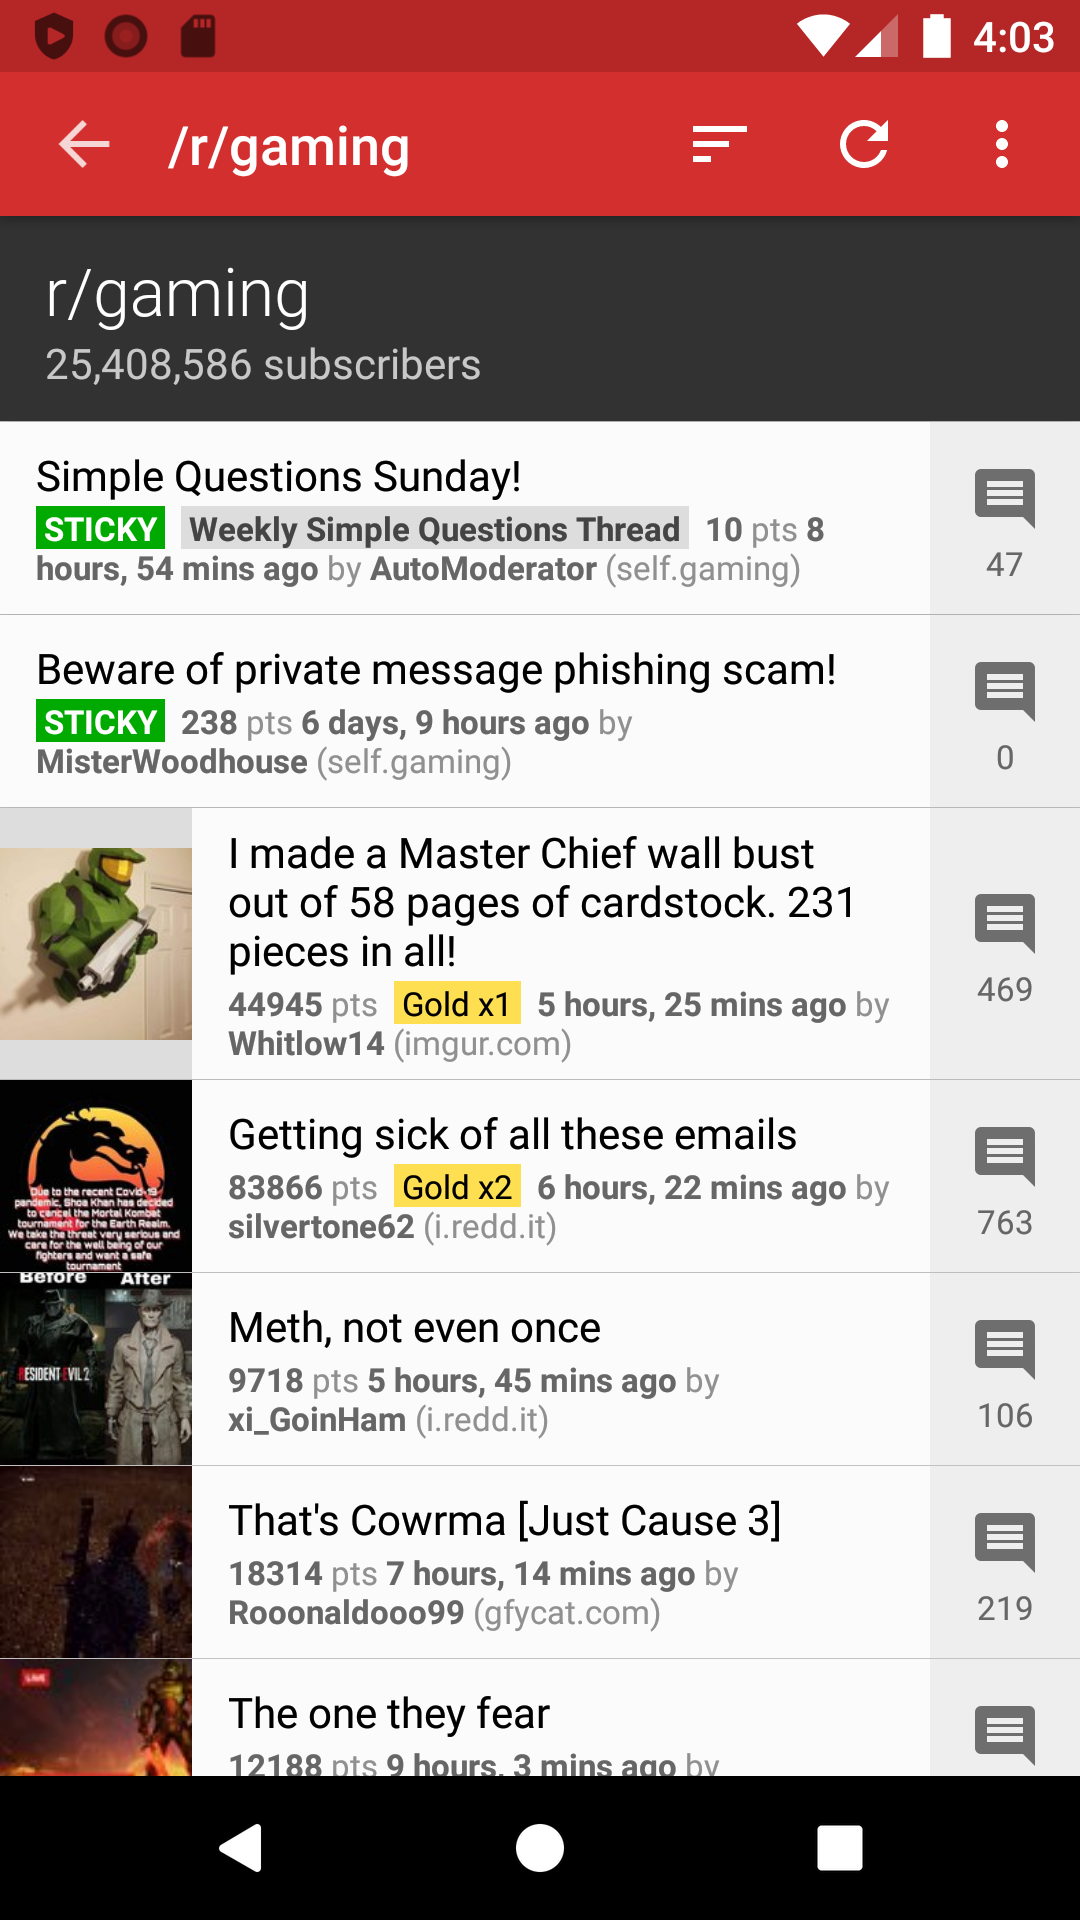 4:03
/r/gaming
r/gaming
25,408,586 subscribers
Simple Questions Sunday!
STICKY Weekly Simple Questions Thread 10 pts 8
hours, 54 mins ago by AutoModerator (self.gaming)
47
Beware of private message phishing scam!
STICKY 238 pts 6 days, 9 hours ago by
MisterWoodhouse (self.gaming)
0
I made a Master Chief wall bust
out of 58 pages of cardstock. 231
pieces in all!
44945 pts Gold x1 5 hours, 25 mins ago by
Whitlow14 (imgur.com)
469
Due to the recent Covid-19
pandemic, Shoa Khan has decided
to cancel the Mortal Kombat
tournament for the Earth Realm.
We take the threat very serious and
care for the well being of our
fighters and want a safe
tournament
Getting sick of all these emails
83866 pts Gold x2 6 hours, 22 mins ago by
silvertone62 (i.redd.it)
763
Before After
RESIDENT EVIL 2
Meth, not even once
9718 pts 5 hours, 45 mins ago by
xi_GoinHam (i.redd.it)
106
That's Cowrma [Just Cause 3]
18314 pts 7 hours, 14 mins ago by
Rooonaldooo99 (gfycat.com)
219
LIVE
The one they fear
12188 pts 9 hours, 3 mins ago by